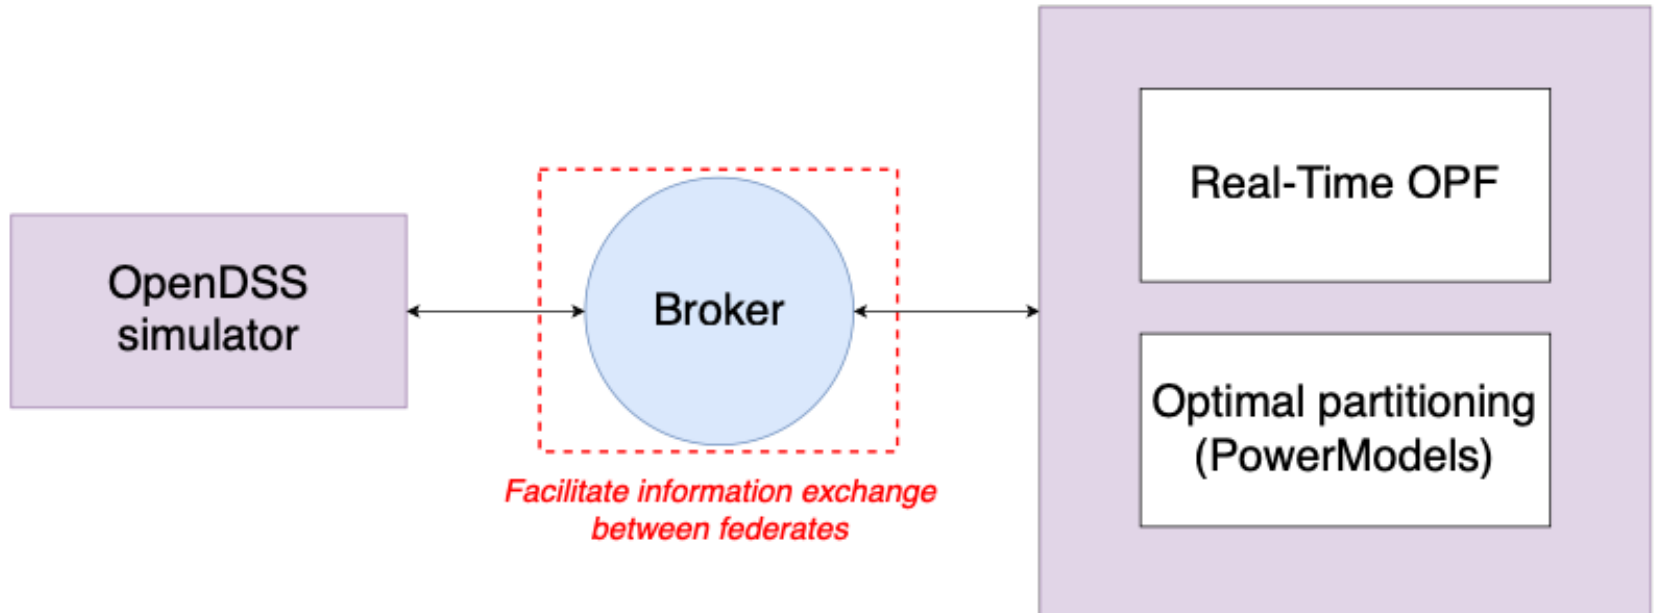 OpenDSS
simulator
Broker
Facilitate information exchange
between federates
Real-Time OPF
Optimal partitioning
(PowerModels)